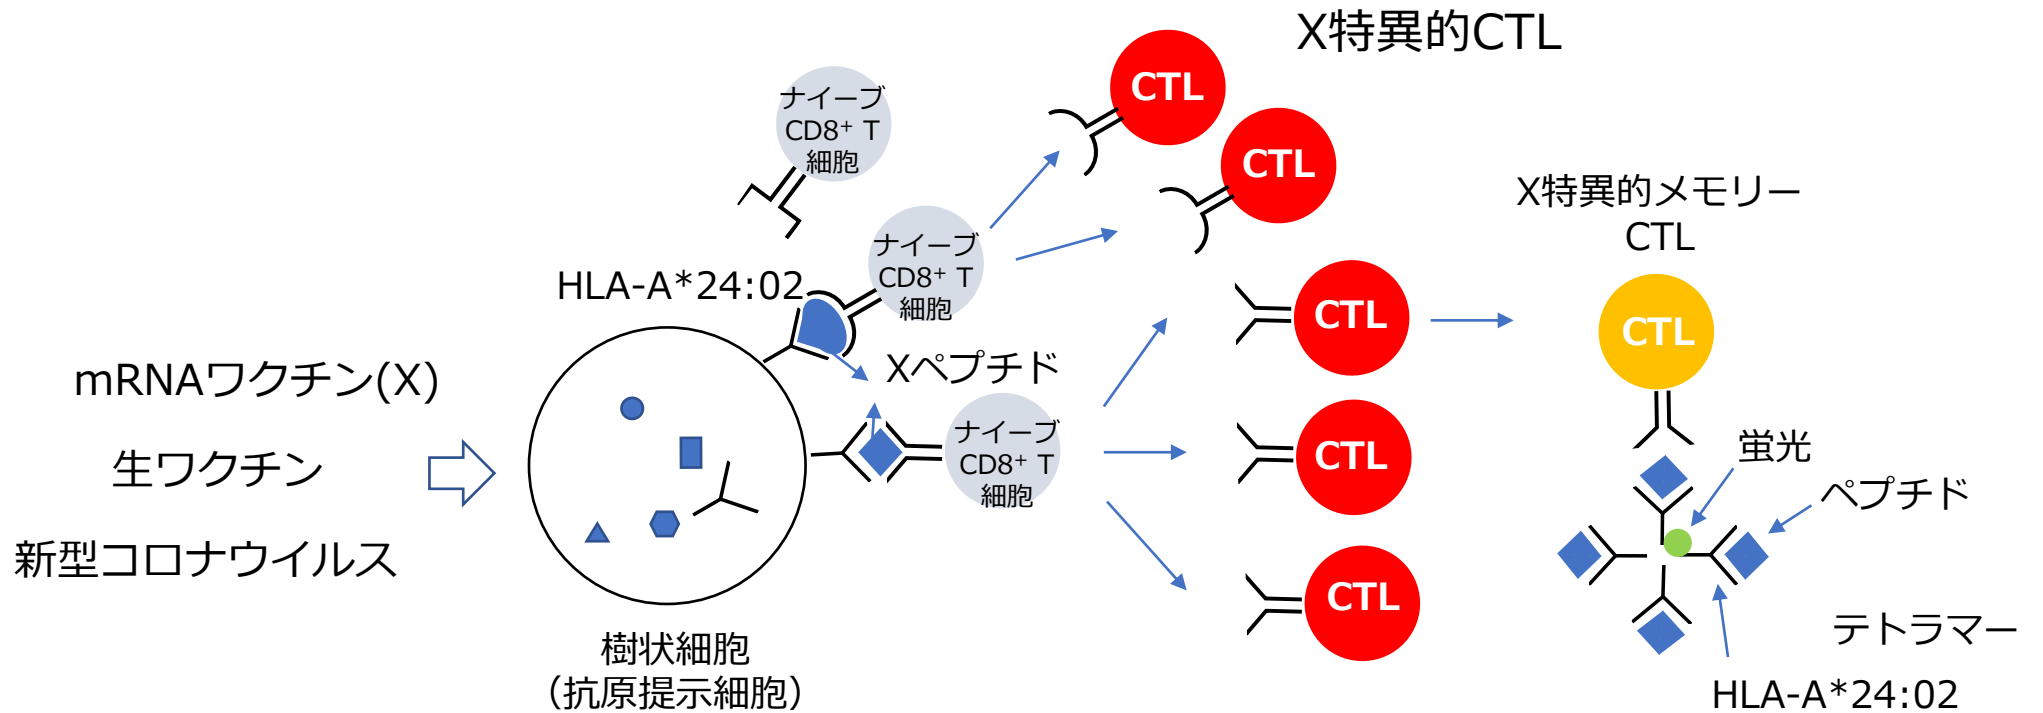 X特異的CTL
CTL
CTL
ナイーブ
CD8⁺ T
細胞
ナイーブ
CD8⁺ T
細胞
HLA-A*24:02
X特異的メモリー
CTL
CTL
CTL
mRNAワクチン(X)
生ワクチン
新型コロナウイルス
Xペプチド
ナイーブ
CD8⁺ T
細胞
CTL
CTL
蛍光
ペプチド
テトラマー
HLA-A*24:02
樹状細胞
（抗原提示細胞）